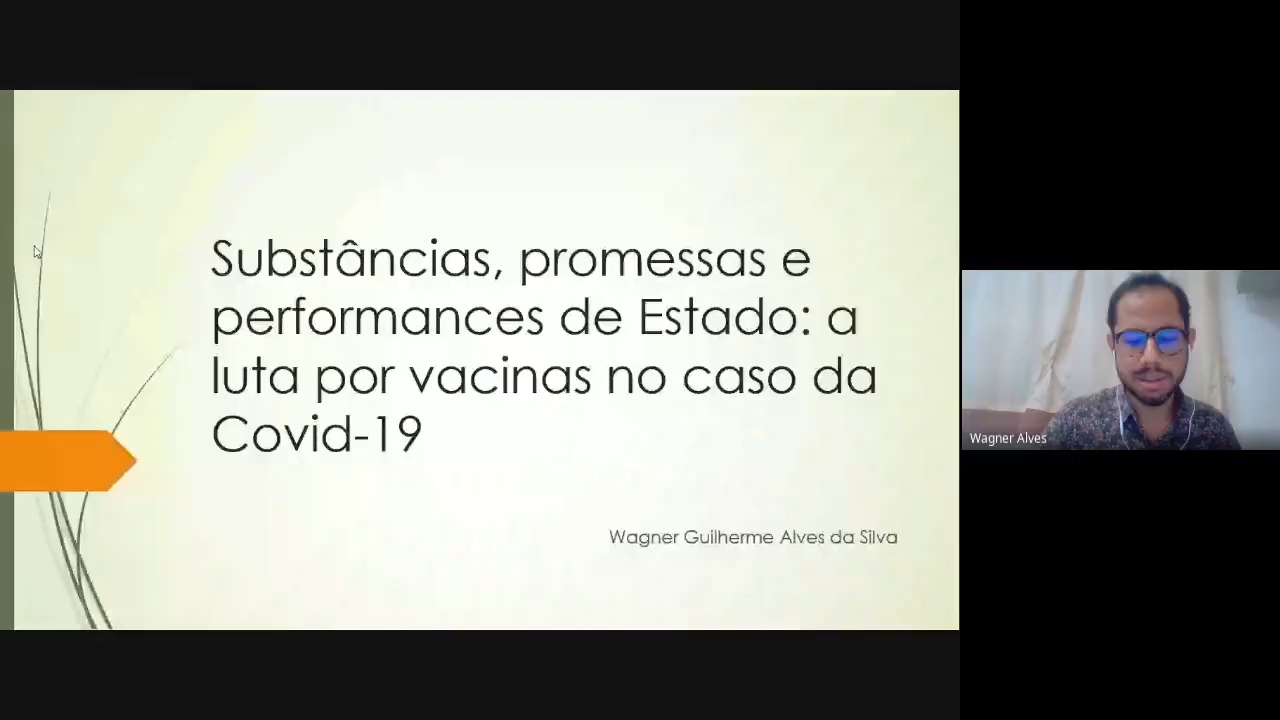 Substâncias, promessas e
performances de Estado: a
luta por vacinas no caso da
Covid-19
Wagner Guilherme Alves da Silva
Wagner Alves